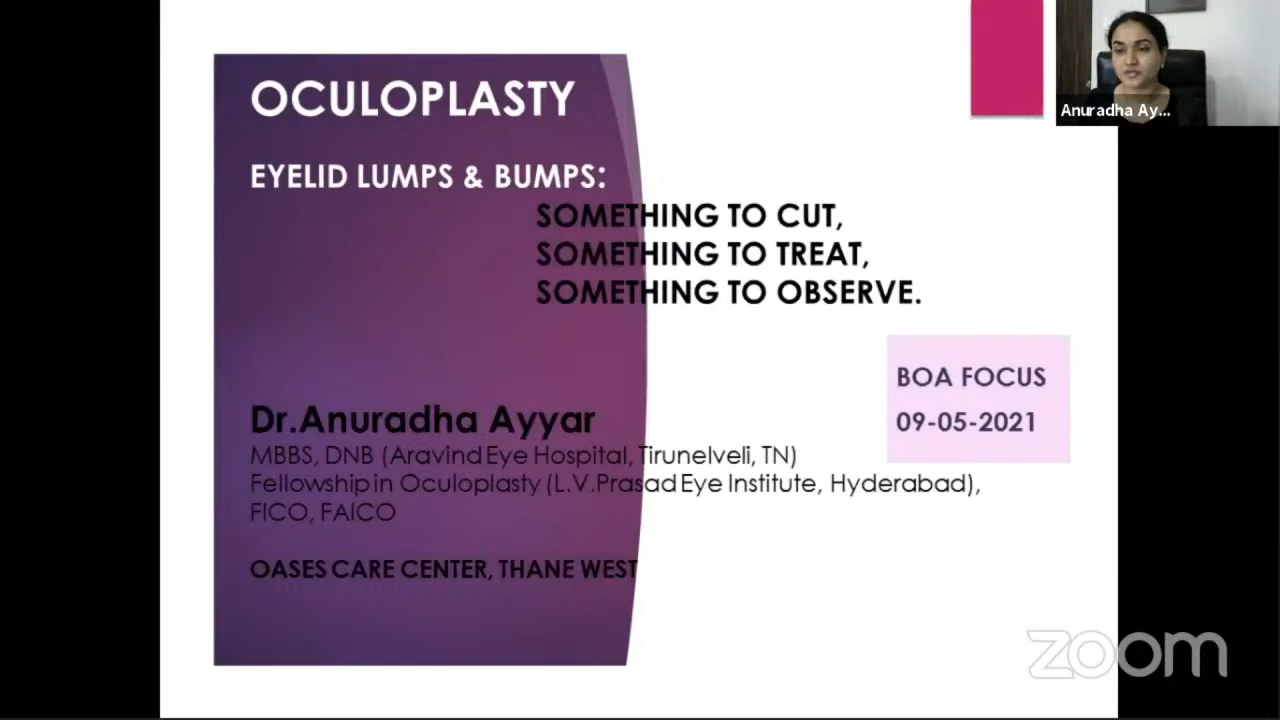 OCULOPLASTY
EYELID LUMPS & BUMPS:
SOMETHING TO CUT,
SOMETHING TO TREAT,
SOMETHING TO OBSERVE.
BOA FOCUS
09-05-2021
Dr.Anuradha Ayyar
MBBS, DNB (Aravind Eye Hospital, Tirunelveli, TN)
Fellowship in Oculoplasty (L.V.Prasad Eye Institute, Hyderabad),
FICO, FAICO
OASES CARE CENTER, THANE WEST
Anuradha Ay...
zoom